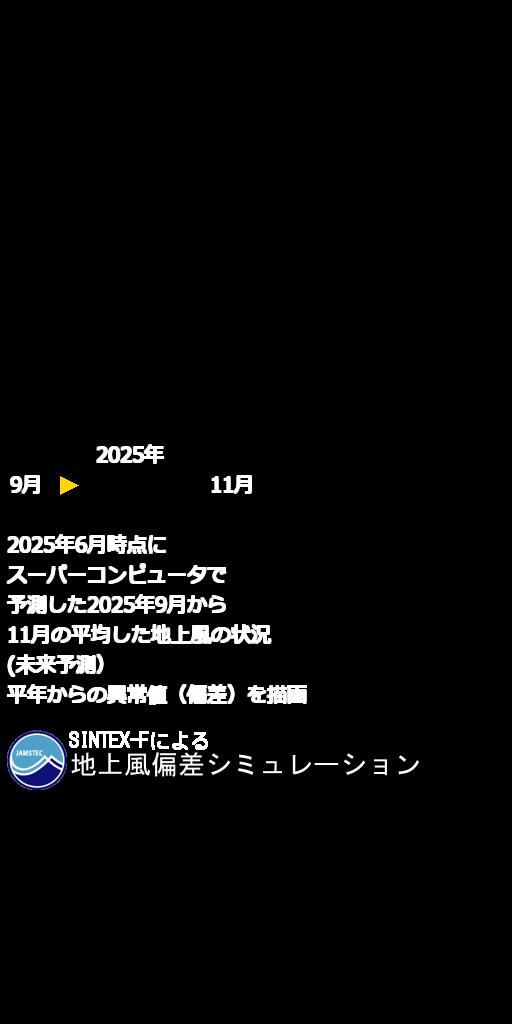 2025年
9月 11月
2025年6月時点に
スーパーコンピュータで
予測した2025年9月から
11月の平均した地上風の状況
(未来予測）
平年からの異常値（偏差）を描画
SINTEX-Fによる
JAMSTEC
地上風偏差シミュレーション